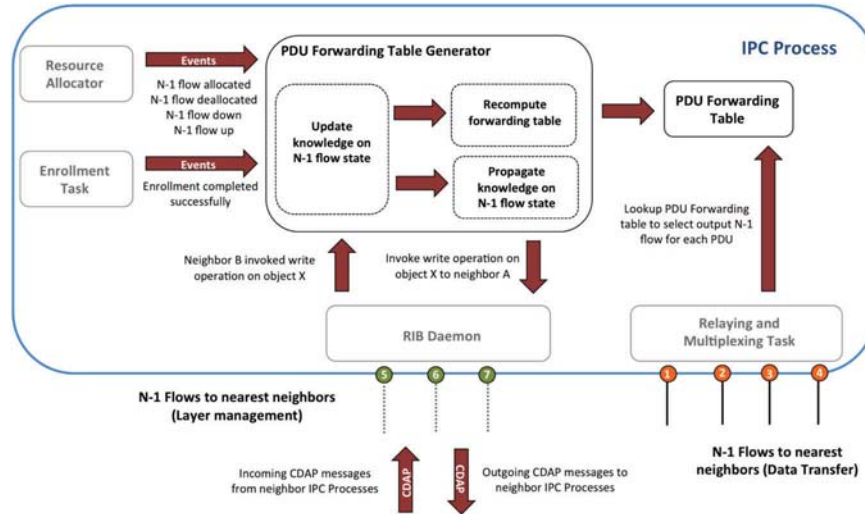 IPC Process
Resource
Allocator
Events
N-1 flow allocated
N-1 flow deallocated
N-1 flow down
N-1 flow up
Enrollment
Task
Events
Enrollment completed
successfully
PDU Forwarding Table Generator
Update
knowledge on
N-1 flow state
Recompute
forwarding table
Propagate
knowledge on
N-1 flow state
PDU Forwarding
Table
Lookup PDU Forwarding
table to select output N-1
flow for each PDU
Neighbor B invoked write
operation on object X
Invoke write operation on
object X to neighbor A
RIB Daemon
Relaying and
Multiplexing Task
5
6
7
1
2
3
4
N-1 Flows to nearest neighbors
(Layer management)
N-1 Flows to nearest
neighbors (Data Transfer)
Incoming CDAP messages
from neighbor IPC Processes
CDAP
CDAP
Outgoing CDAP messages to
neighbor IPC Processes